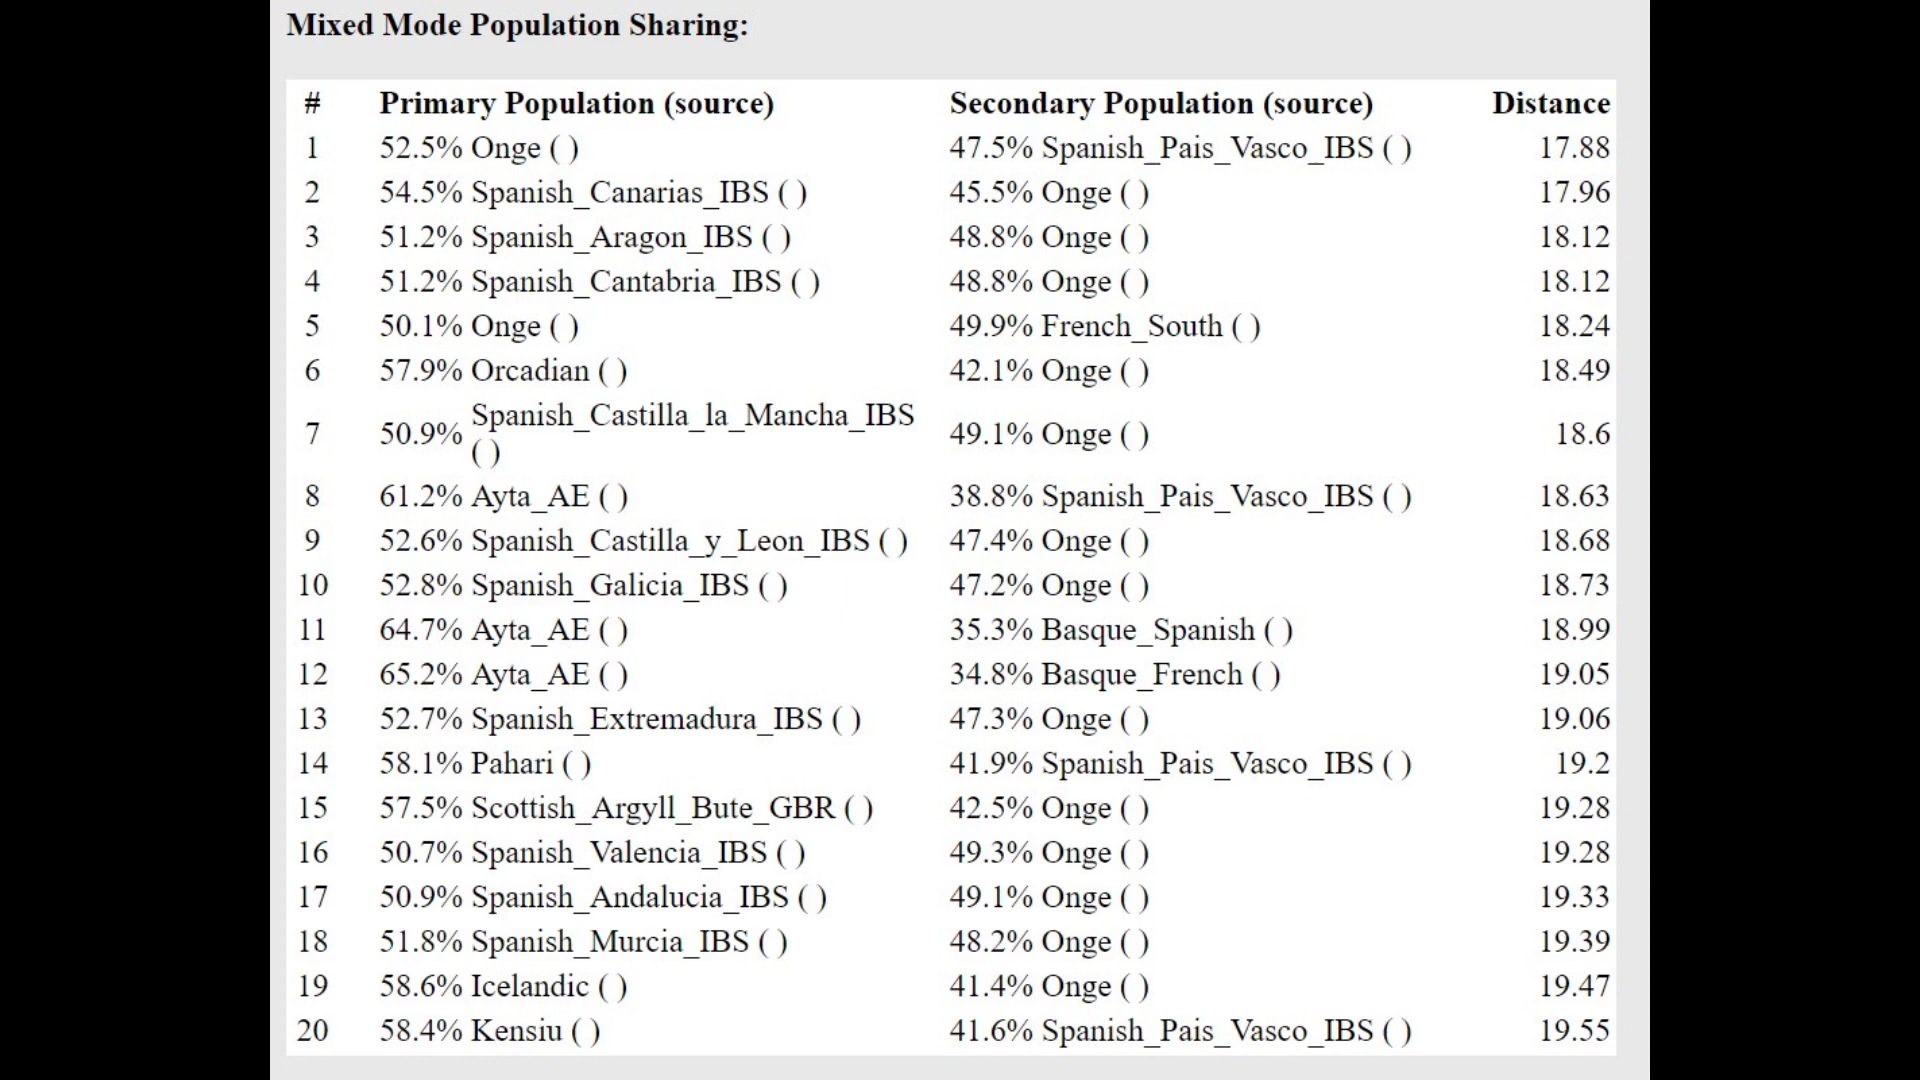 Mixed Mode Population Sharing:
# Primary Population (source) Secondary Population (source) Distance
1 52.5% Onge ( ) 47.5% Spanish_Pais_Vasco_IBS ( ) 17.88
2 54.5% Spanish_Canarias_IBS ( ) 45.5% Onge ( ) 17.96
3 51.2% Spanish_Aragon_IBS ( ) 48.8% Onge ( ) 18.12
4 51.2% Spanish_Cantabria_IBS ( ) 48.8% Onge ( ) 18.12
5 50.1% Onge ( ) 49.9% French_South ( ) 18.24
6 57.9% Orcadian ( ) 42.1% Onge ( ) 18.49
7 50.9% Spanish_Castilla_la_Mancha_IBS
( ) 49.1% Onge ( ) 18.6
8 61.2% Ayta_AE ( ) 38.8% Spanish_Pais_Vasco_IBS ( ) 18.63
9 52.6% Spanish_Castilla_y_Leon_IBS ( ) 47.4% Onge ( ) 18.68
10 52.8% Spanish_Galicia_IBS ( ) 47.2% Onge ( ) 18.73
11 64.7% Ayta_AE ( ) 35.3% Basque_Spanish ( ) 18.99
12 65.2% Ayta_AE ( ) 34.8% Basque_French ( ) 19.05
13 52.7% Spanish_Extremadura_IBS ( ) 47.3% Onge ( ) 19.06
14 58.1% Pahari ( ) 41.9% Spanish_Pais_Vasco_IBS ( ) 19.2
15 57.5% Scottish_Argyll_Bute_GBR ( ) 42.5% Onge ( ) 19.28
16 50.7% Spanish_Valencia_IBS ( ) 49.3% Onge ( ) 19.28
17 50.9% Spanish_Andalucia_IBS ( ) 49.1% Onge ( ) 19.33
18 51.8% Spanish_Murcia_IBS ( ) 48.2% Onge ( ) 19.39
19 58.6% Icelandic ( ) 41.4% Onge ( ) 19.47
20 58.4% Kensiu ( ) 41.6% Spanish_Pais_Vasco_IBS ( ) 19.55